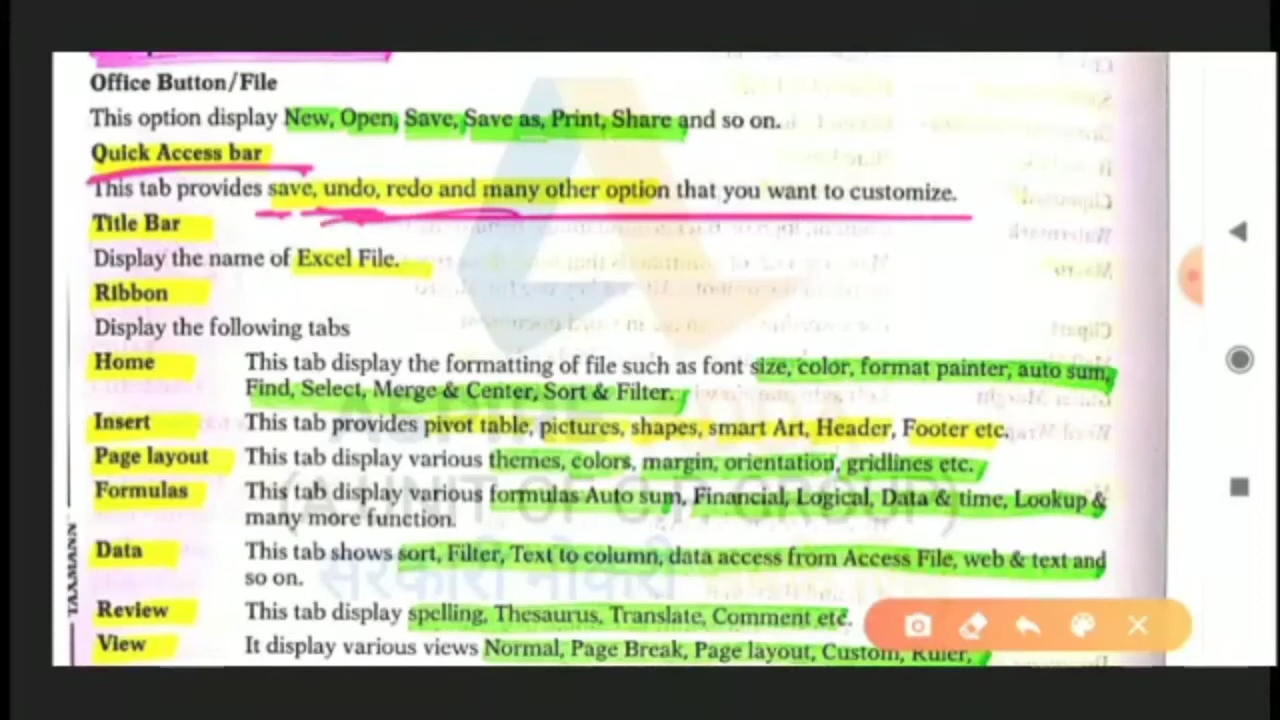 Office Button/File
This option display New, Open, Save, Save as, Print, Share and so on.
Quick Access bar
This tab provides save, undo, redo and many other option that you want to customize.
Title Bar
Display the name of Excel File.
Ribbon
Display the following tabs
Home This tab display the formatting of file such as font size, color, format painter, auto sum,
Find, Select, Merge & Center, Sort & Filter.
Insert This tab provides pivot table, pictures, shapes, smart Art, Header, Footer etc.
Page layout This tab display various themes, colors, margin, orientation, gridlines etc.
Formulas This tab display various formulas Auto sum, Financial, Logical, Data & time, Lookup &
many more function.
Data This tab shows sort, Filter, Text to column, data access from Access File, web & text and
so on.
Review This tab display spelling, Thesaurus, Translate, Comment etc.
View It display various views Normal, Page Break, Page layout, Custom, Ruler,
TAXMANN
(A UNIT OF C.P. GROUP)
सरकारी नौकरी